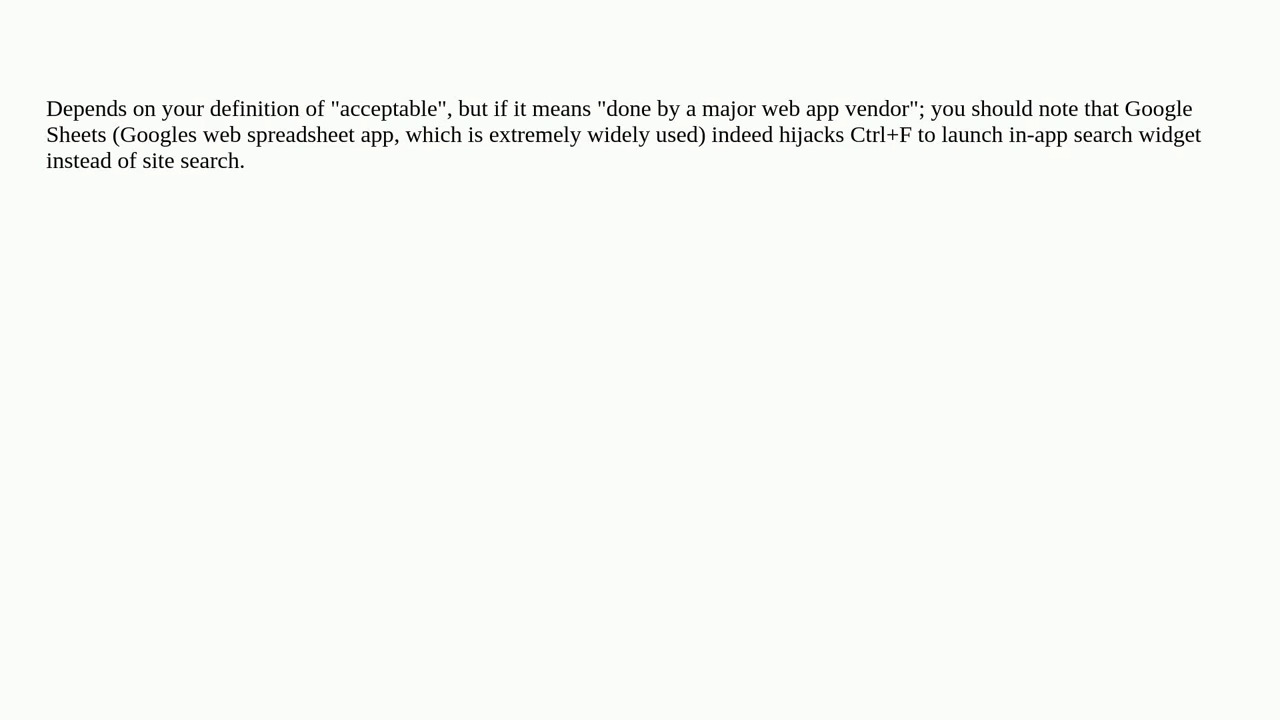 Depends on your definition of "acceptable", but if it means "done by a major web app vendor"; you should note that Google
Sheets (Googles web spreadsheet app, which is extremely widely used) indeed hijacks Ctrl+F to launch in-app search widget
instead of site search.